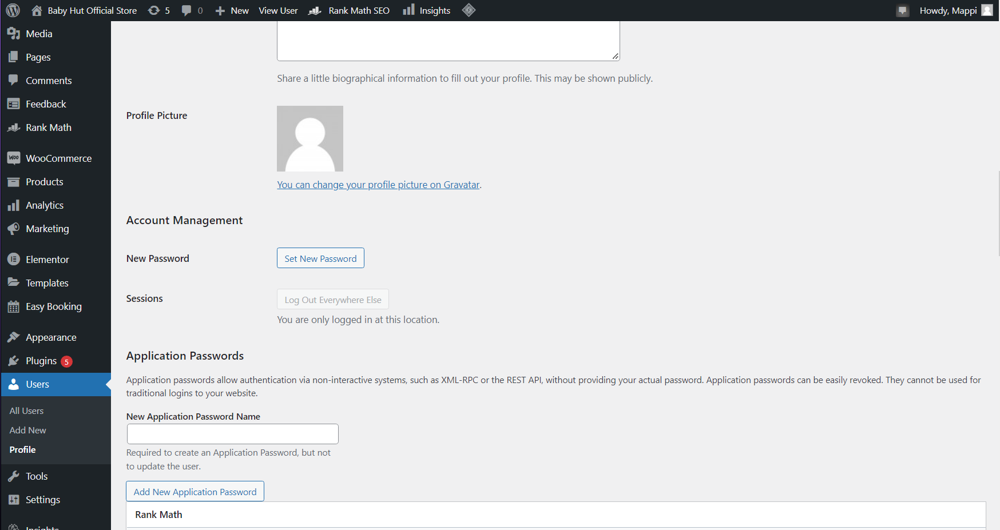 Baby Hut Official Store 5 0 New View User Rank Math SEO Insights Howdy, Mappi
Media
Pages
Comments
Feedback
Rank Math
WooCommerce
Products
Analytics
Marketing
Elementor
Templates
Easy Booking
Appearance
Plugins 5
Users
All Users
Add New
Profile
Tools
Settings
Insights
Share a little biographical information to fill out your profile. This may be shown publicly.
Profile Picture
You can change your profile picture on Gravatar.
Account Management
New Password Set New Password
Sessions Log Out Everywhere Else
You are only logged in at this location.
Application Passwords
Application passwords allow authentication via non-interactive systems, such as XML-RPC or the REST API, without providing your actual password. Application passwords can be easily revoked. They cannot be used for
traditional logins to your website.
New Application Password Name
Required to create an Application Password, but not
to update the user.
Add New Application Password
Rank Math